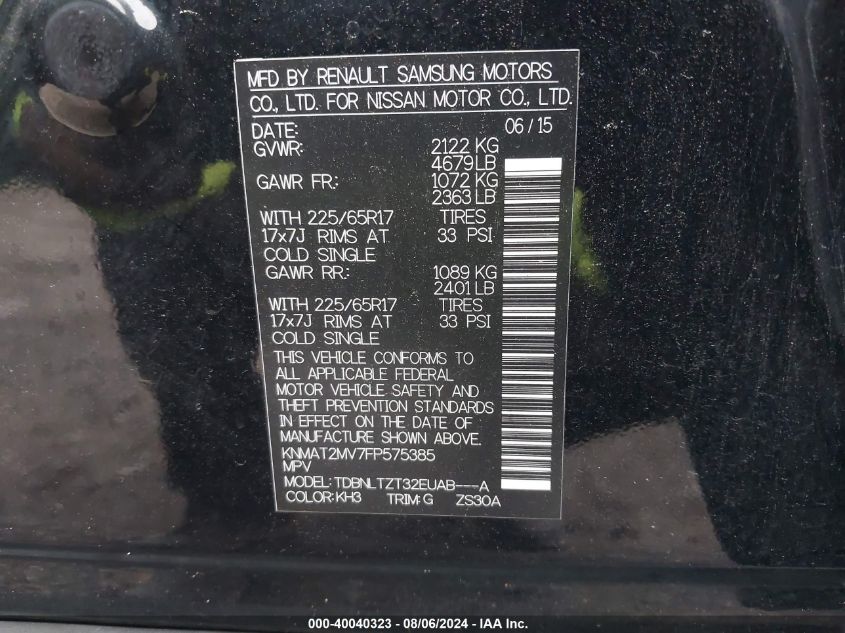 MFD BY RENAULT SAMSUNG MOTORS
CO., LTD. FOR NISSAN MOTOR CO., LTD.
DATE: 06/15
GVWR: 2122 KG
4679 LB
GAWR FR: 1072 KG
2363 LB
WITH 225/65R17 TIRES
17x7J RIMS AT 33 PSI
COLD SINGLE
GAWR RR: 1089 KG
2401 LB
WITH 225/65R17 TIRES
17x7J RIMS AT 33 PSI
COLD SINGLE
THIS VEHICLE CONFORMS TO
ALL APPLICABLE FEDERAL
MOTOR VEHICLE SAFETY AND
THEFT PREVENTION STANDARDS
IN EFFECT ON THE DATE OF
MANUFACTURE SHOWN ABOVE.
KNMAT2MV7FP575385
MPV
MODEL: TDBNLTZT32EUAB---A
COLOR: KH3 TRIM: G ZS30A
000-40040323 - 08/06/2024 - IAA Inc.